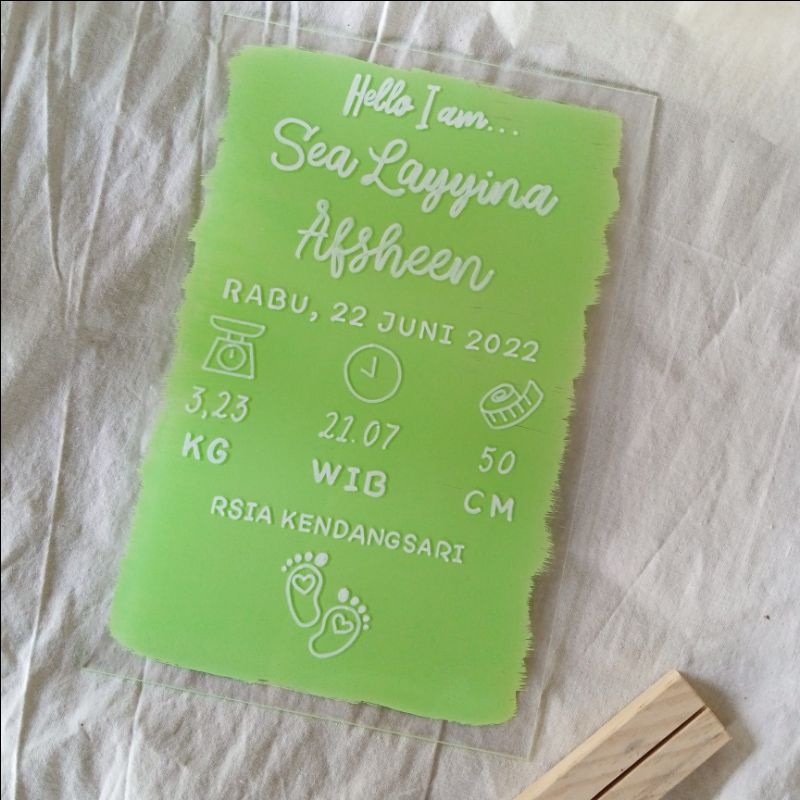 Hello I am...
Sea Layyina
Afsheen
RABU, 22 JUNI 2022
3,23
KG
21.07
WIB
50
CM
RSIA KENDANGSARI